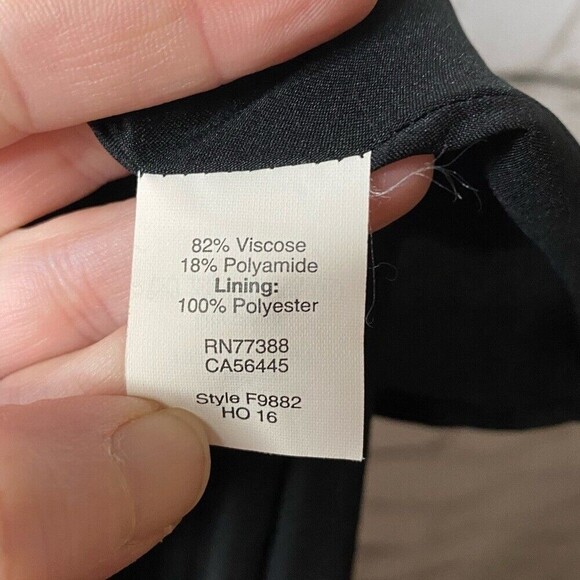 82% Viscose
18% Polyamide
Lining:
100% Polyester
RN77388
CA56445
Style F9882
HO 16